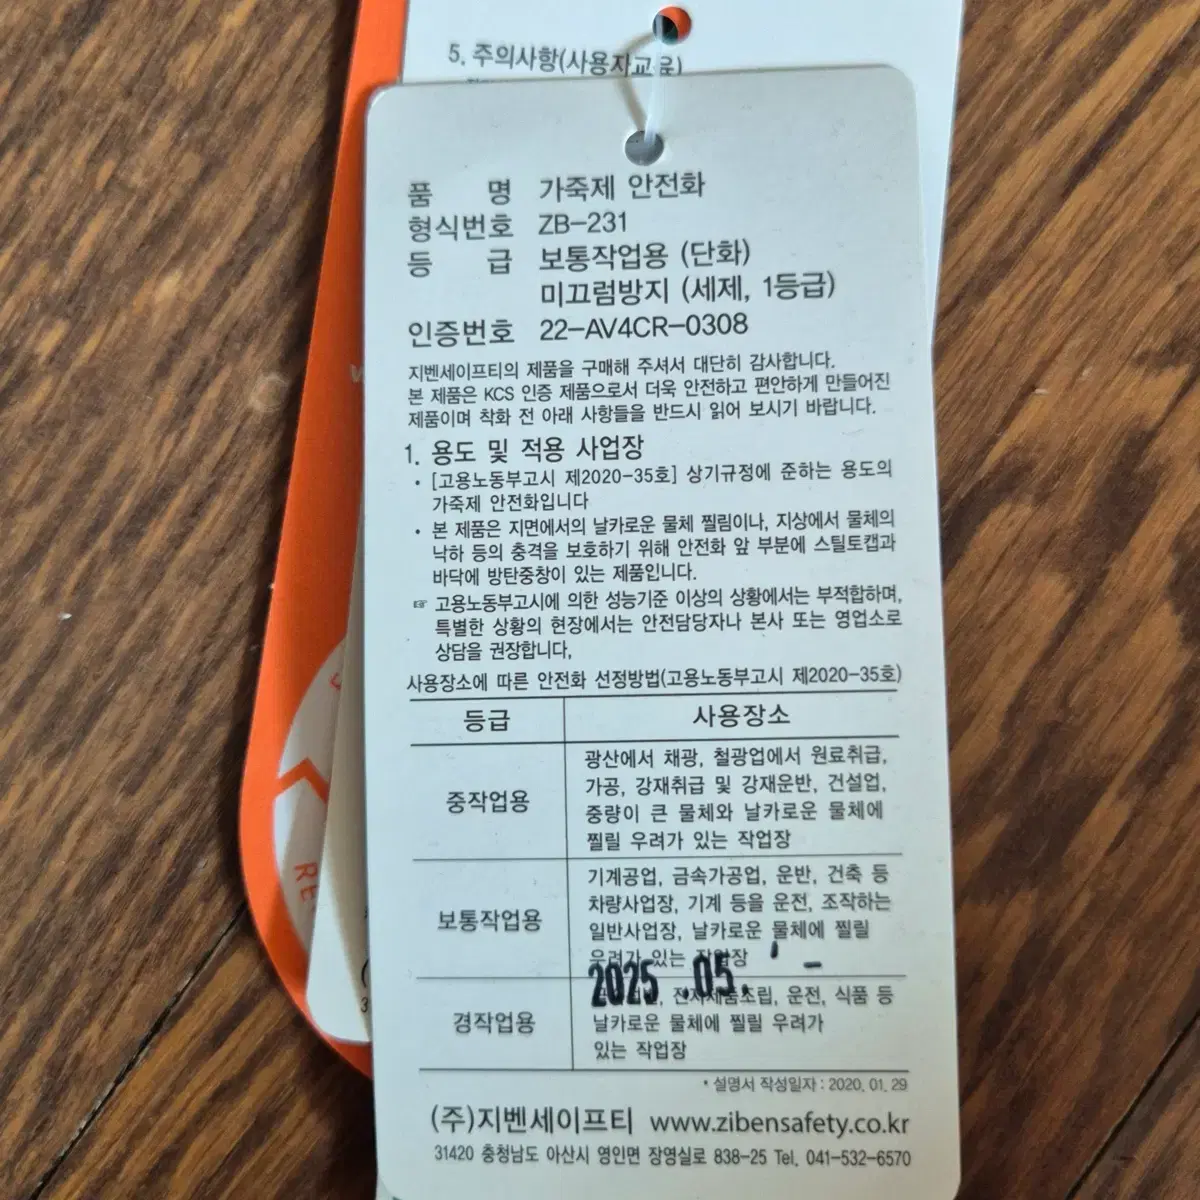 5. 주의사항(사용자교육)
품 명 가죽제 안전화
형식번호 ZB-231
등 급 보통작업용 (단화)
미끄럼방지 (세제, 1등급)
인증번호 22-AV4CR-0308
지벤세이프티의 제품을 구매해 주셔서 대단히 감사합니다.
본 제품은 KCS 인증 제품으로서 더욱 안전하고 편안하게 만들어진
제품이며 착화 전 아래 사항들을 반드시 읽어 보시기 바랍니다.
1. 용도 및 적용 사업장
• [고용노동부고시 제2020-35호] 상기규정에 준하는 용도의
가죽제 안전화입니다
• 본 제품은 지면에서의 날카로운 물체 찔림이나, 지상에서 물체의
낙하 등의 충격을 보호하기 위해 안전화 앞 부분에 스틸토캡과
바닥에 방탄중창이 있는 제품입니다.
☞ 고용노동부고시에 의한 성능기준 이상의 상황에서는 부적합하며,
특별한 상황의 현장에서는 안전담당자나 본사 또는 영업소로
상담을 권장합니다,
사용장소에 따른 안전화 선정방법(고용노동부고시 제2020-35호)
등급 사용장소
중작업용
광산에서 채광, 철광업에서 원료취급,
가공, 강재취급 및 강재운반, 건설업,
중량이 큰 물체와 날카로운 물체에
찔릴 우려가 있는 작업장
보통작업용
기계공업, 금속가공업, 운반, 건축 등
차량사업장, 기계 등을 운전, 조작하는
일반사업장, 날카로운 물체에 찔릴
우려가 있는 작업장
2025.05.
경작업용
전자제품조립, 운전, 식품 등
날카로운 물체에 찔릴 우려가
있는 작업장
* 설명서 작성일자 : 2020. 01. 29
(주)지벤세이프티 www.zibensafety.co.kr
31420 충청남도 아산시 영인면 장영실로 838-25 Tel. 041-532-6570